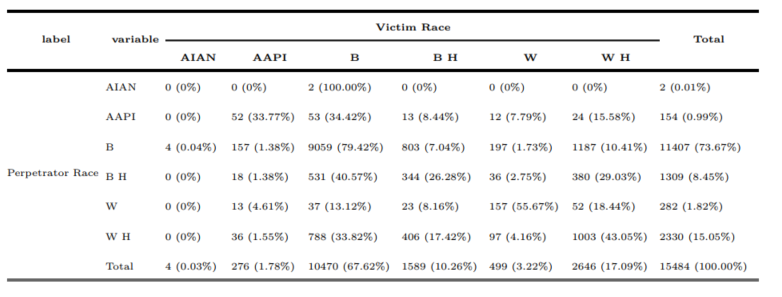 label variable Victim Race Total
AIAN AAPI B B H W W H
AIAN 0 (0%) 0 (0%) 2 (100.00%) 0 (0%) 0 (0%) 0 (0%) 2 (0.01%)
AAPI 0 (0%) 52 (33.77%) 53 (34.42%) 13 (8.44%) 12 (7.79%) 24 (15.58%) 154 (0.99%)
B 4 (0.04%) 157 (1.38%) 9059 (79.42%) 803 (7.04%) 197 (1.73%) 1187 (10.41%) 11407 (73.67%)
Perpetrator Race B H 0 (0%) 18 (1.38%) 531 (40.57%) 344 (26.28%) 36 (2.75%) 380 (29.03%) 1309 (8.45%)
W 0 (0%) 13 (4.61%) 37 (13.12%) 23 (8.16%) 157 (55.67%) 52 (18.44%) 282 (1.82%)
W H 0 (0%) 36 (1.55%) 788 (33.82%) 406 (17.42%) 97 (4.16%) 1003 (43.05%) 2330 (15.05%)
Total 4 (0.03%) 276 (1.78%) 10470 (67.62%) 1589 (10.26%) 499 (3.22%) 2646 (17.09%) 15484 (100.00%)